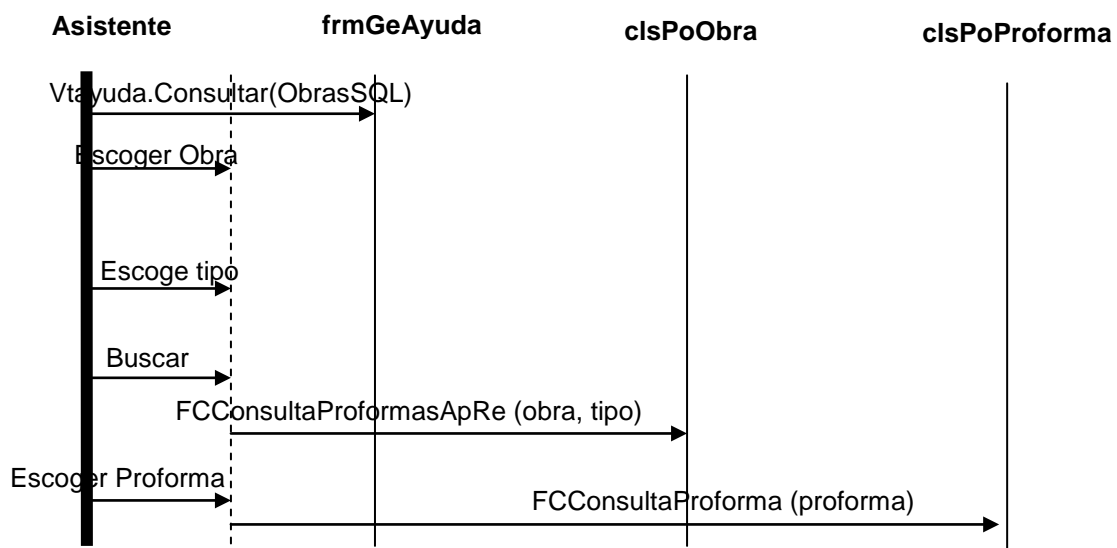 Asistente
frmGeAyuda
clsPoObra
clsPoProforma
Vtayuda.Consultar(ObrasSQL)
Escoger Obra
Escoge tipo
Buscar
FCConsultaProformasApRe (obra, tipo)
Escoger Proforma
FCConsultaProforma (proforma)